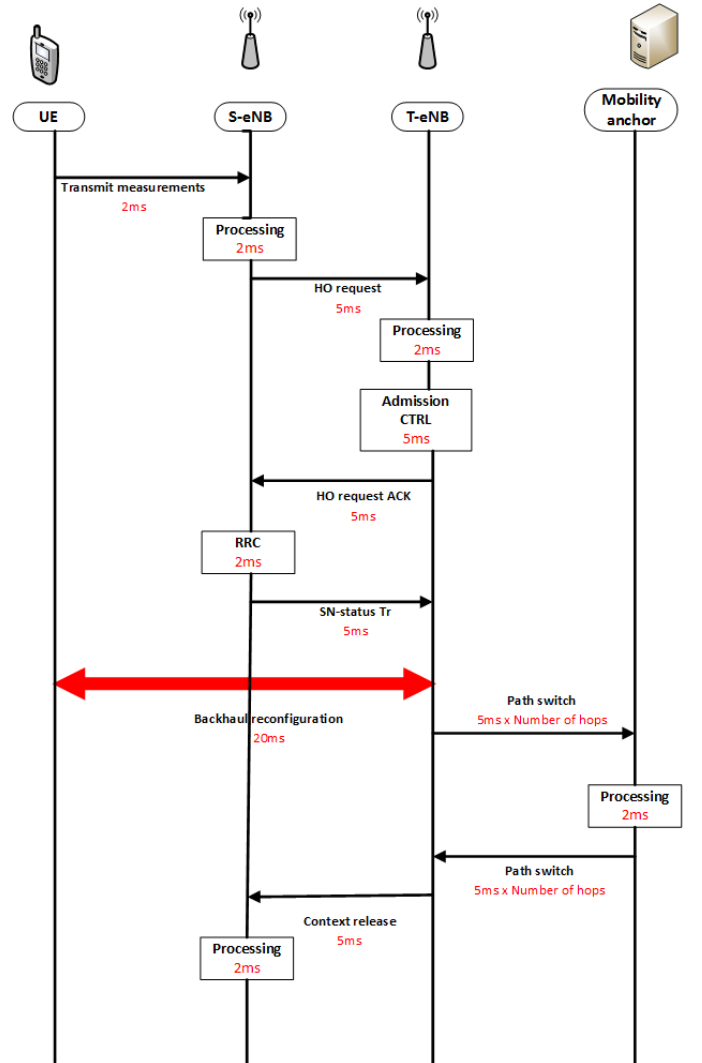 UE
S-eNB
T-eNB
Mobility
anchor
Transmit measurements
2ms
Processing
2ms
HO request
5ms
Processing
2ms
Admission
CTRL
5ms
HO request ACK
5ms
RRC
2ms
SN-status Tr
5ms
Backhaul reconfiguration
20ms
Path switch
5ms x Number of hops
Processing
2ms
Path switch
5ms x Number of hops
Context release
5ms
Processing
2ms